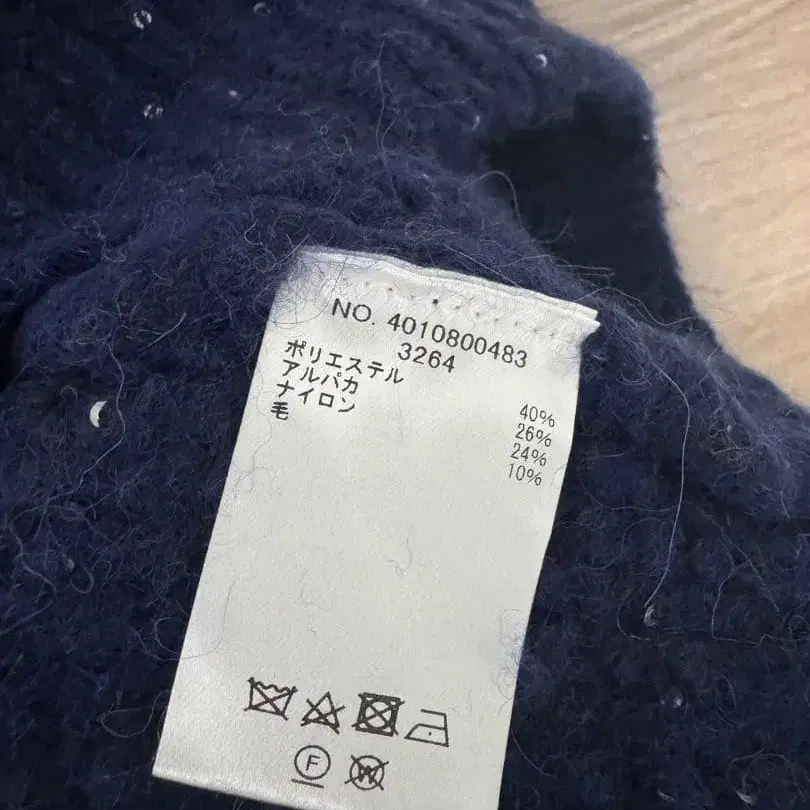 NO. 4010800483
3264
ポリエステル 40%
アルパカ 26%
ナイロン 24%
毛 10%
F W